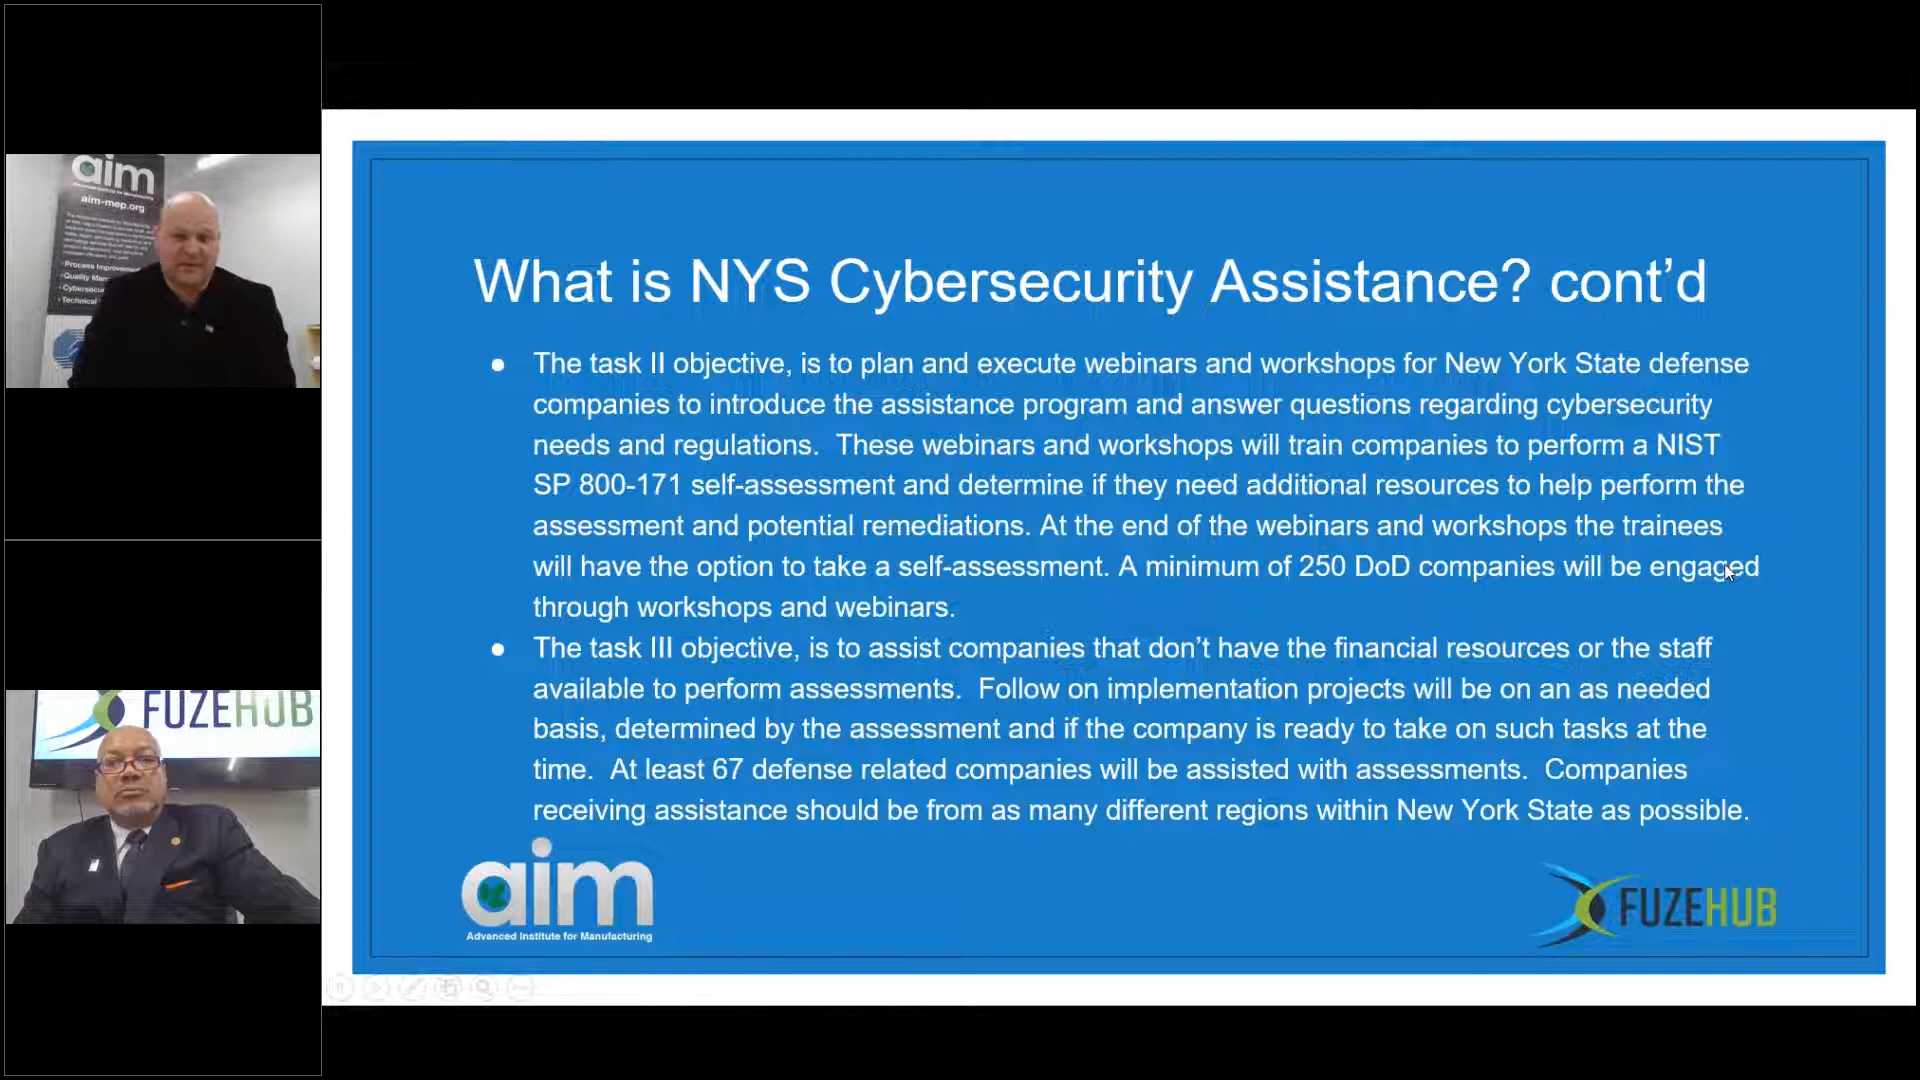 aim
Advanced Institute for Manufacturing
aim-mep.org
Process Improvement
Quality
Technical
FUZEHUB
What is NYS Cybersecurity Assistance? cont’d
● The task II objective, is to plan and execute webinars and workshops for New York State defense
companies to introduce the assistance program and answer questions regarding cybersecurity
needs and regulations. These webinars and workshops will train companies to perform a NIST
SP 800-171 self-assessment and determine if they need additional resources to help perform the
assessment and potential remediations. At the end of the webinars and workshops the trainees
will have the option to take a self-assessment. A minimum of 250 DoD companies will be engaged
through workshops and webinars.
● The task III objective, is to assist companies that don’t have the financial resources or the staff
available to perform assessments. Follow on implementation projects will be on an as needed
basis, determined by the assessment and if the company is ready to take on such tasks at the
time. At least 67 defense related companies will be assisted with assessments. Companies
receiving assistance should be from as many different regions within New York State as possible.
aim
Advanced Institute for Manufacturing
FUZEHUB